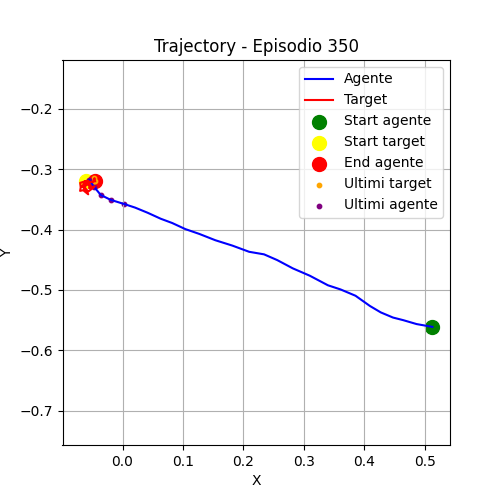 Trajectory - Episodio 350
Agente
Target
Start agente
Start target
End agente
Ultimi target
Ultimi agente
−0.2
−0.3
−0.4
−0.5
−0.6
−0.7
Y
0.0 0.1 0.2 0.3 0.4 0.5
X